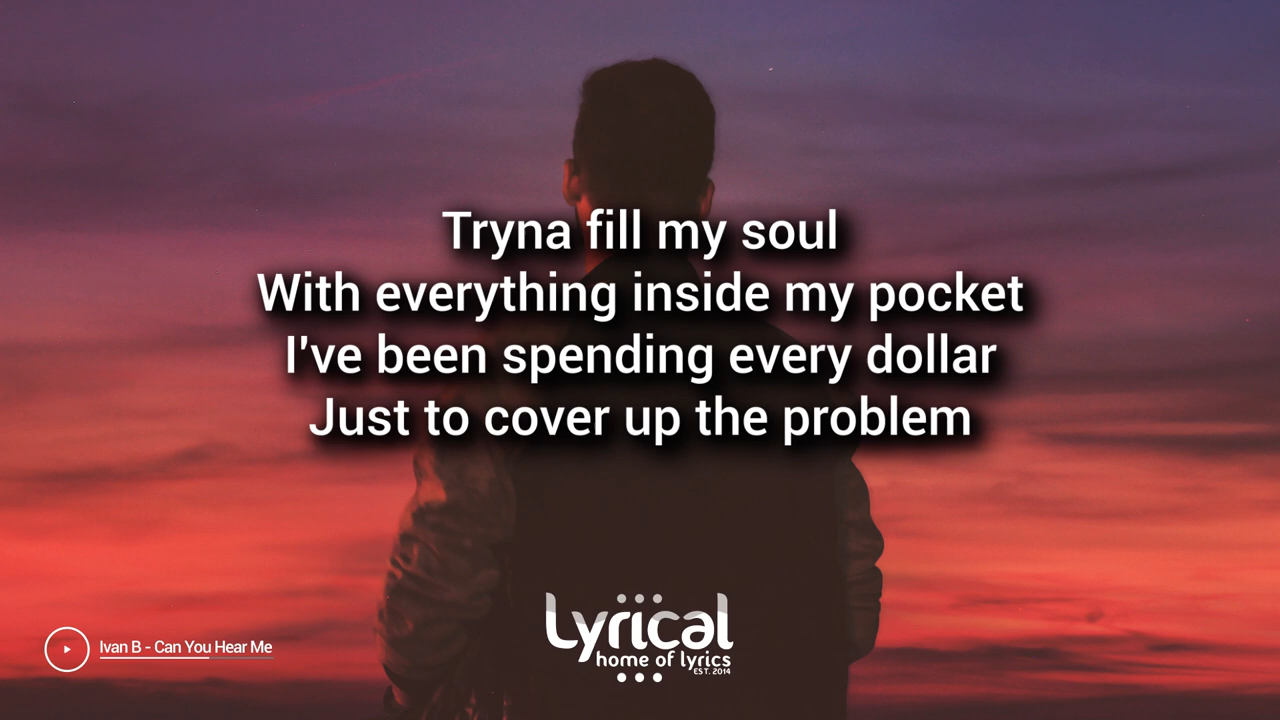 Tryna fill my soul
With everything inside my pocket
I've been spending every dollar
Just to cover up the problem
Lyrical
home of lyrics
EST. 2014
Ivan B - Can You Hear Me